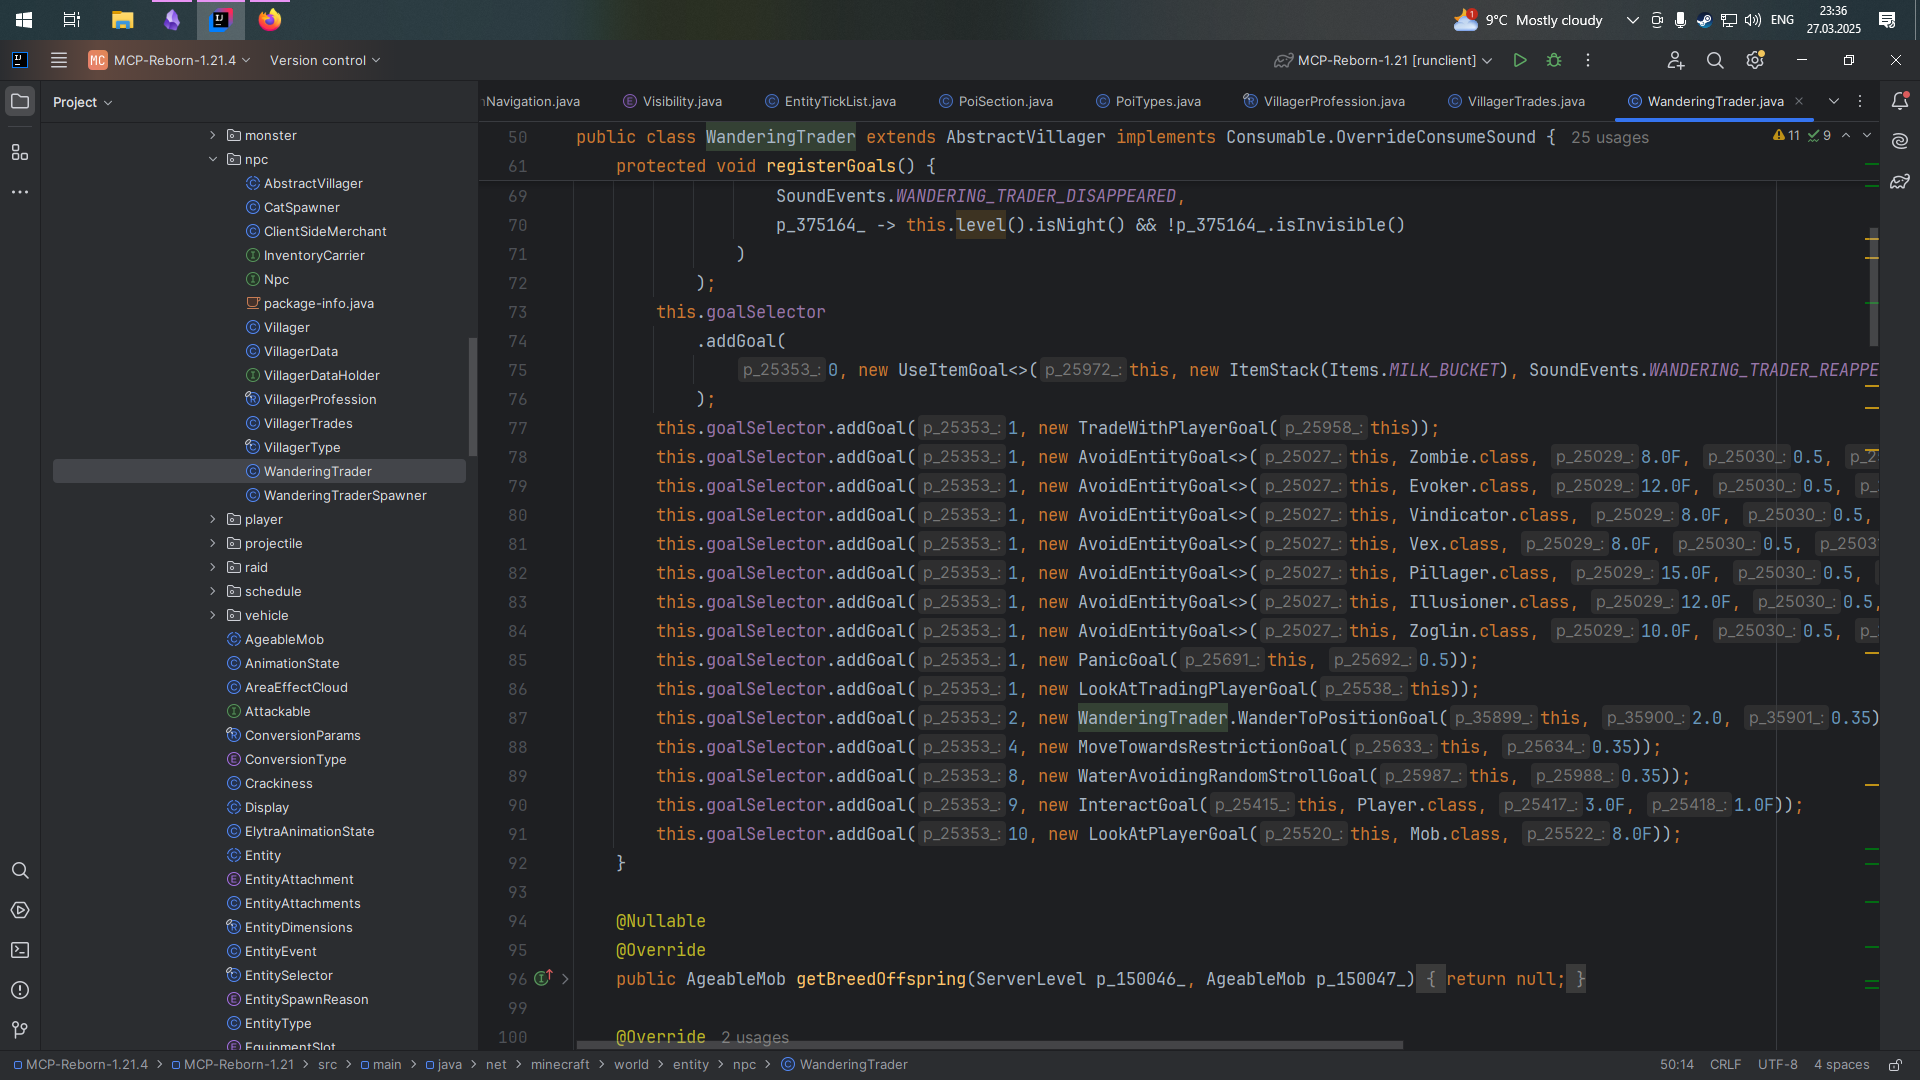 1
9°C Mostly cloudy
ENG
23:36
27.03.2025
MC MCP-Reborn-1.21.4
Version control
MCP-Reborn-1.21 [runclient]
Project
Navigation.java
Visibility.java
EntityTickList.java
PoiSection.java
PoiTypes.java
VillagerProfession.java
VillagerTrades.java
WanderingTrader.java
monster
npc
AbstractVillager
CatSpawner
ClientSideMerchant
InventoryCarrier
Npc
package-info.java
Villager
VillagerData
VillagerDataHolder
VillagerProfession
VillagerTrades
VillagerType
WanderingTrader
WanderingTraderSpawner
player
projectile
raid
schedule
vehicle
AgeableMob
AnimationState
AreaEffectCloud
Attackable
ConversionParams
ConversionType
Crackiness
Display
ElytraAnimationState
Entity
EntityAttachment
EntityAttachments
EntityDimensions
EntityEvent
EntitySelector
EntitySpawnReason
EntityType
EquipmentSlot
50 public class WanderingTrader extends AbstractVillager implements Consumable.OverrideConsumeSound { 25 usages
11 9
61 protected void registerGoals() {
69 SoundEvents.WANDERING_TRADER_DISAPPEARED,
70 p_375164_ -> this.level().isNight() && !p_375164_.isInvisible()
71 )
72 );
73 this.goalSelector
74 .addGoal(
75 p_25353_: 0, new UseItemGoal<>( p_25972_: this, new ItemStack(Items.MILK_BUCKET), SoundEvents.WANDERING_TRADER_REAPPE
76 );
77 this.goalSelector.addGoal( p_25353_: 1, new TradeWithPlayerGoal( p_25958_: this));
78 this.goalSelector.addGoal( p_25353_: 1, new AvoidEntityGoal<>( p_25027_: this, Zombie.class, p_25029_: 8.0F, p_25030_: 0.5,
79 this.goalSelector.addGoal( p_25353_: 1, new AvoidEntityGoal<>( p_25027_: this, Evoker.class, p_25029_: 12.0F, p_25030_: 0.5,
80 this.goalSelector.addGoal( p_25353_: 1, new AvoidEntityGoal<>( p_25027_: this, Vindicator.class, p_25029_: 8.0F, p_25030_: 0.5,
81 this.goalSelector.addGoal( p_25353_: 1, new AvoidEntityGoal<>( p_25027_: this, Vex.class, p_25029_: 8.0F, p_25030_: 0.5, p_2503
82 this.goalSelector.addGoal( p_25353_: 1, new AvoidEntityGoal<>( p_25027_: this, Pillager.class, p_25029_: 15.0F, p_25030_: 0.5,
83 this.goalSelector.addGoal( p_25353_: 1, new AvoidEntityGoal<>( p_25027_: this, Illusioner.class, p_25029_: 12.0F, p_25030_: 0.5,
84 this.goalSelector.addGoal( p_25353_: 1, new AvoidEntityGoal<>( p_25027_: this, Zoglin.class, p_25029_: 10.0F, p_25030_: 0.5,
85 this.goalSelector.addGoal( p_25353_: 1, new PanicGoal( p_25691_: this, p_25692_: 0.5));
86 this.goalSelector.addGoal( p_25353_: 1, new LookAtTradingPlayerGoal( p_25538_: this));
87 this.goalSelector.addGoal( p_25353_: 2, new WanderingTrader.WanderToPositionGoal( p_35899_: this, p_35900_: 2.0, p_35901_: 0.35)
88 this.goalSelector.addGoal( p_25353_: 4, new MoveTowardsRestrictionGoal( p_25633_: this, p_25634_: 0.35));
89 this.goalSelector.addGoal( p_25353_: 8, new WaterAvoidingRandomStrollGoal( p_25987_: this, p_25988_: 0.35));
90 this.goalSelector.addGoal( p_25353_: 9, new InteractGoal( p_25415_: this, Player.class, p_25417_: 3.0F, p_25418_: 1.0F));
91 this.goalSelector.addGoal( p_25353_: 10, new LookAtPlayerGoal( p_25520_: this, Mob.class, p_25522_: 8.0F));
92 }
93
94 @Nullable
95 @Override
96 public AgeableMob getBreedOffspring(ServerLevel p_150046_, AgeableMob p_150047_) { return null; }
99
100 @Override 2 usages
MCP-Reborn-1.21.4 > MCP-Reborn-1.21 > src > main > java > net > minecraft > world > entity > npc > WanderingTrader
50:14 CRLF UTF-8 4 spaces